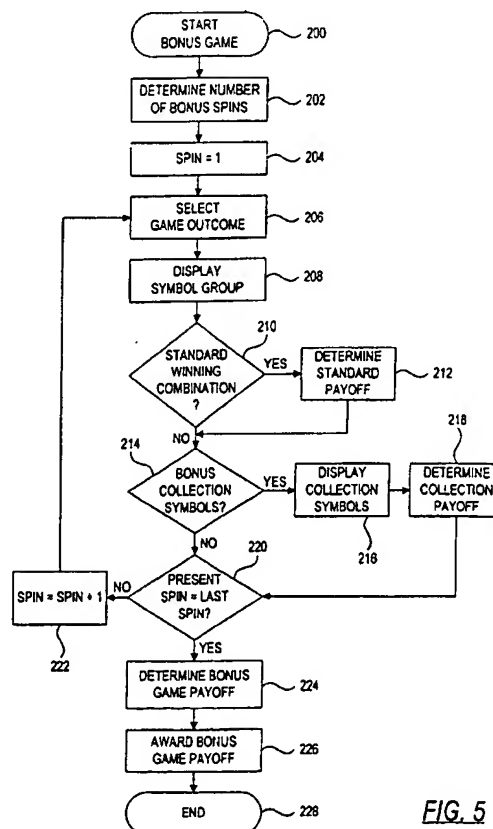 START
BONUS GAME
200
DETERMINE NUMBER
OF BONUS SPINS
202
SPIN = 1
204
SELECT
GAME OUTCOME
206
DISPLAY
SYMBOL GROUP
208
210
STANDARD
WINNING
COMBINATION
?
YES
DETERMINE
STANDARD
PAYOFF
212
NO
214
BONUS
COLLECTION
SYMBOLS?
YES
DISPLAY
COLLECTION
SYMBOLS
216
218
DETERMINE
COLLECTION
PAYOFF
NO
220
PRESENT
SPIN = LAST
SPIN?
NO
SPIN = SPIN + 1
222
YES
DETERMINE BONUS
GAME PAYOFF
224
AWARD BONUS
GAME PAYOFF
226
END
228
FIG. 5